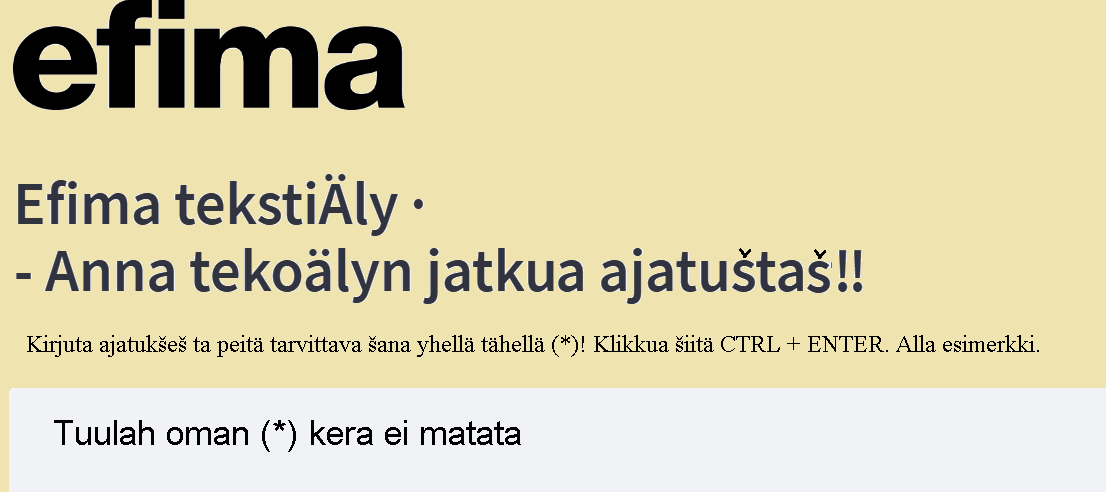 efima
Efima tekstiÄly ·
- Anna tekoälyn jatkua ajatuštaš!!
Kirjuta ajatukšeš ta peitä tarvittava šana yhellä tähellä (*)! Klikkua šiitä CTRL + ENTER. Alla esimerkki.
Tuulah oman (*) kera ei matata